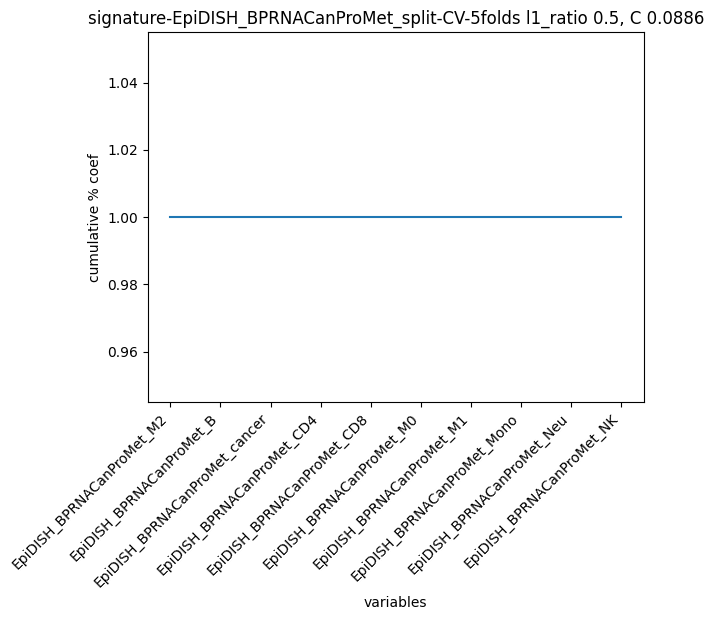 signature-EpiDISH_BPRNACanProMet_split-CV-5folds l1_ratio 0.5, C 0.0886
cumulative % coef
1.04
1.02
1.00
0.98
0.96
EpiDISH_BPRNACanProMet_M2
EpiDISH_BPRNACanProMet_B
EpiDISH_BPRNACanProMet_cancer
EpiDISH_BPRNACanProMet_CD4
EpiDISH_BPRNACanProMet_CD8
EpiDISH_BPRNACanProMet_M0
EpiDISH_BPRNACanProMet_M1
EpiDISH_BPRNACanProMet_Mono
EpiDISH_BPRNACanProMet_Neu
EpiDISH_BPRNACanProMet_NK
variables